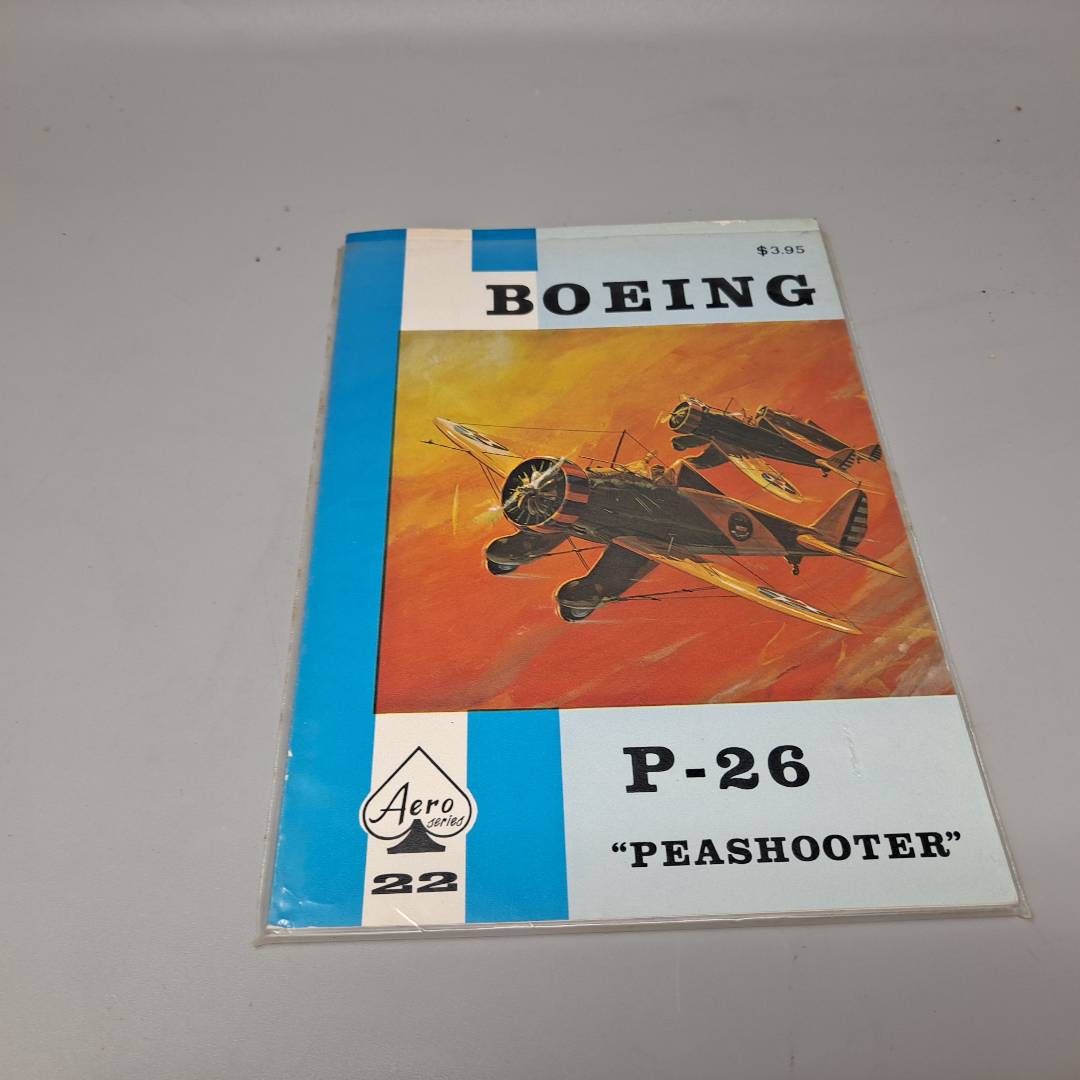 $3.95
BOEING
P-26
"PEASHOOTER"
Aero
series
22